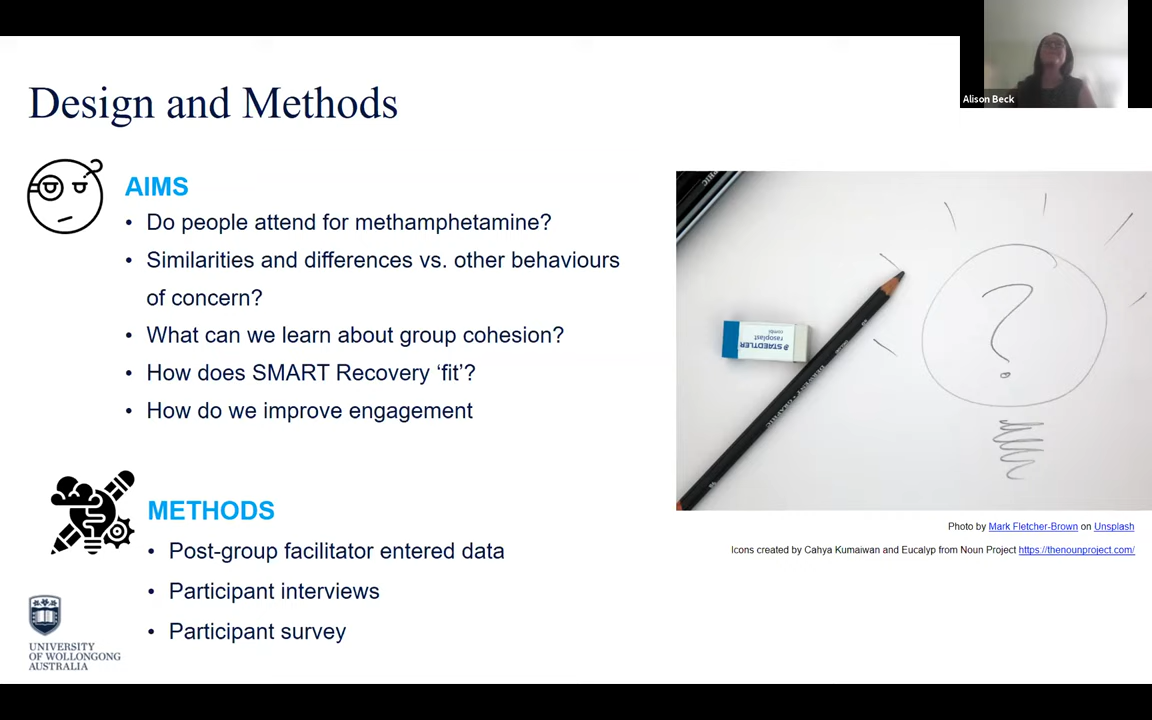 Alison Beck
Design and Methods
AIMS
• Do people attend for methamphetamine?
• Similarities and differences vs. other behaviours
of concern?
• What can we learn about group cohesion?
• How does SMART Recovery ‘fit’?
• How do we improve engagement
METHODS
• Post-group facilitator entered data
• Participant interviews
• Participant survey
UNIVERSITY
OF WOLLONGONG
AUSTRALIA
?
STAEDTLER
rasoplast
combi
Photo by Mark Fletcher-Brown on Unsplash
Icons created by Cahya Kumaiwan and Eucalyp from Noun Project https://thenounproject.com/